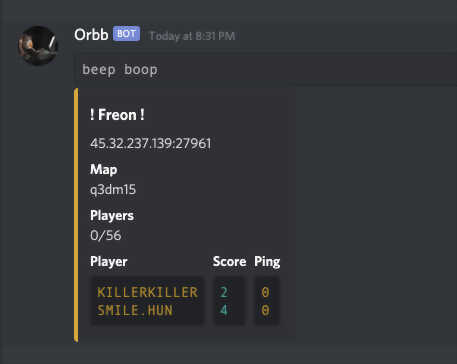 Orbb BOT Today at 8:31 PM
beep boop
! Freon !
45.32.237.139:27961
Map
q3dm15
Players
0/56
Player Score Ping
KILLERKILLER 2 0
SMILE.HUN 4 0